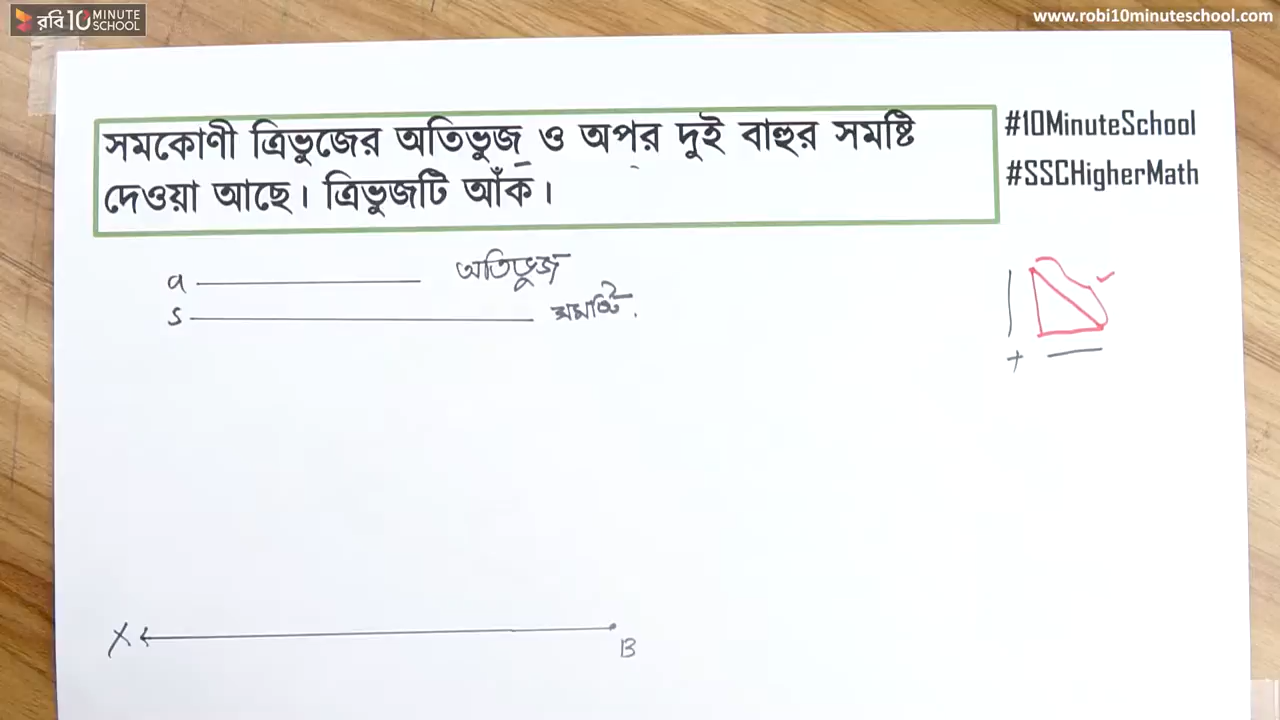 রবি 10 MINUTE SCHOOL
www.robi10minuteschool.com
সমকোণী ত্রিভুজের অতিভুজ ও অপর দুই বাহুর সমষ্টি
দেওয়া আছে। ত্রিভুজটি আঁক।
#10MinuteSchool
#SSCHigherMath
a অতিভুজ
s সমষ্টি.
+
X B